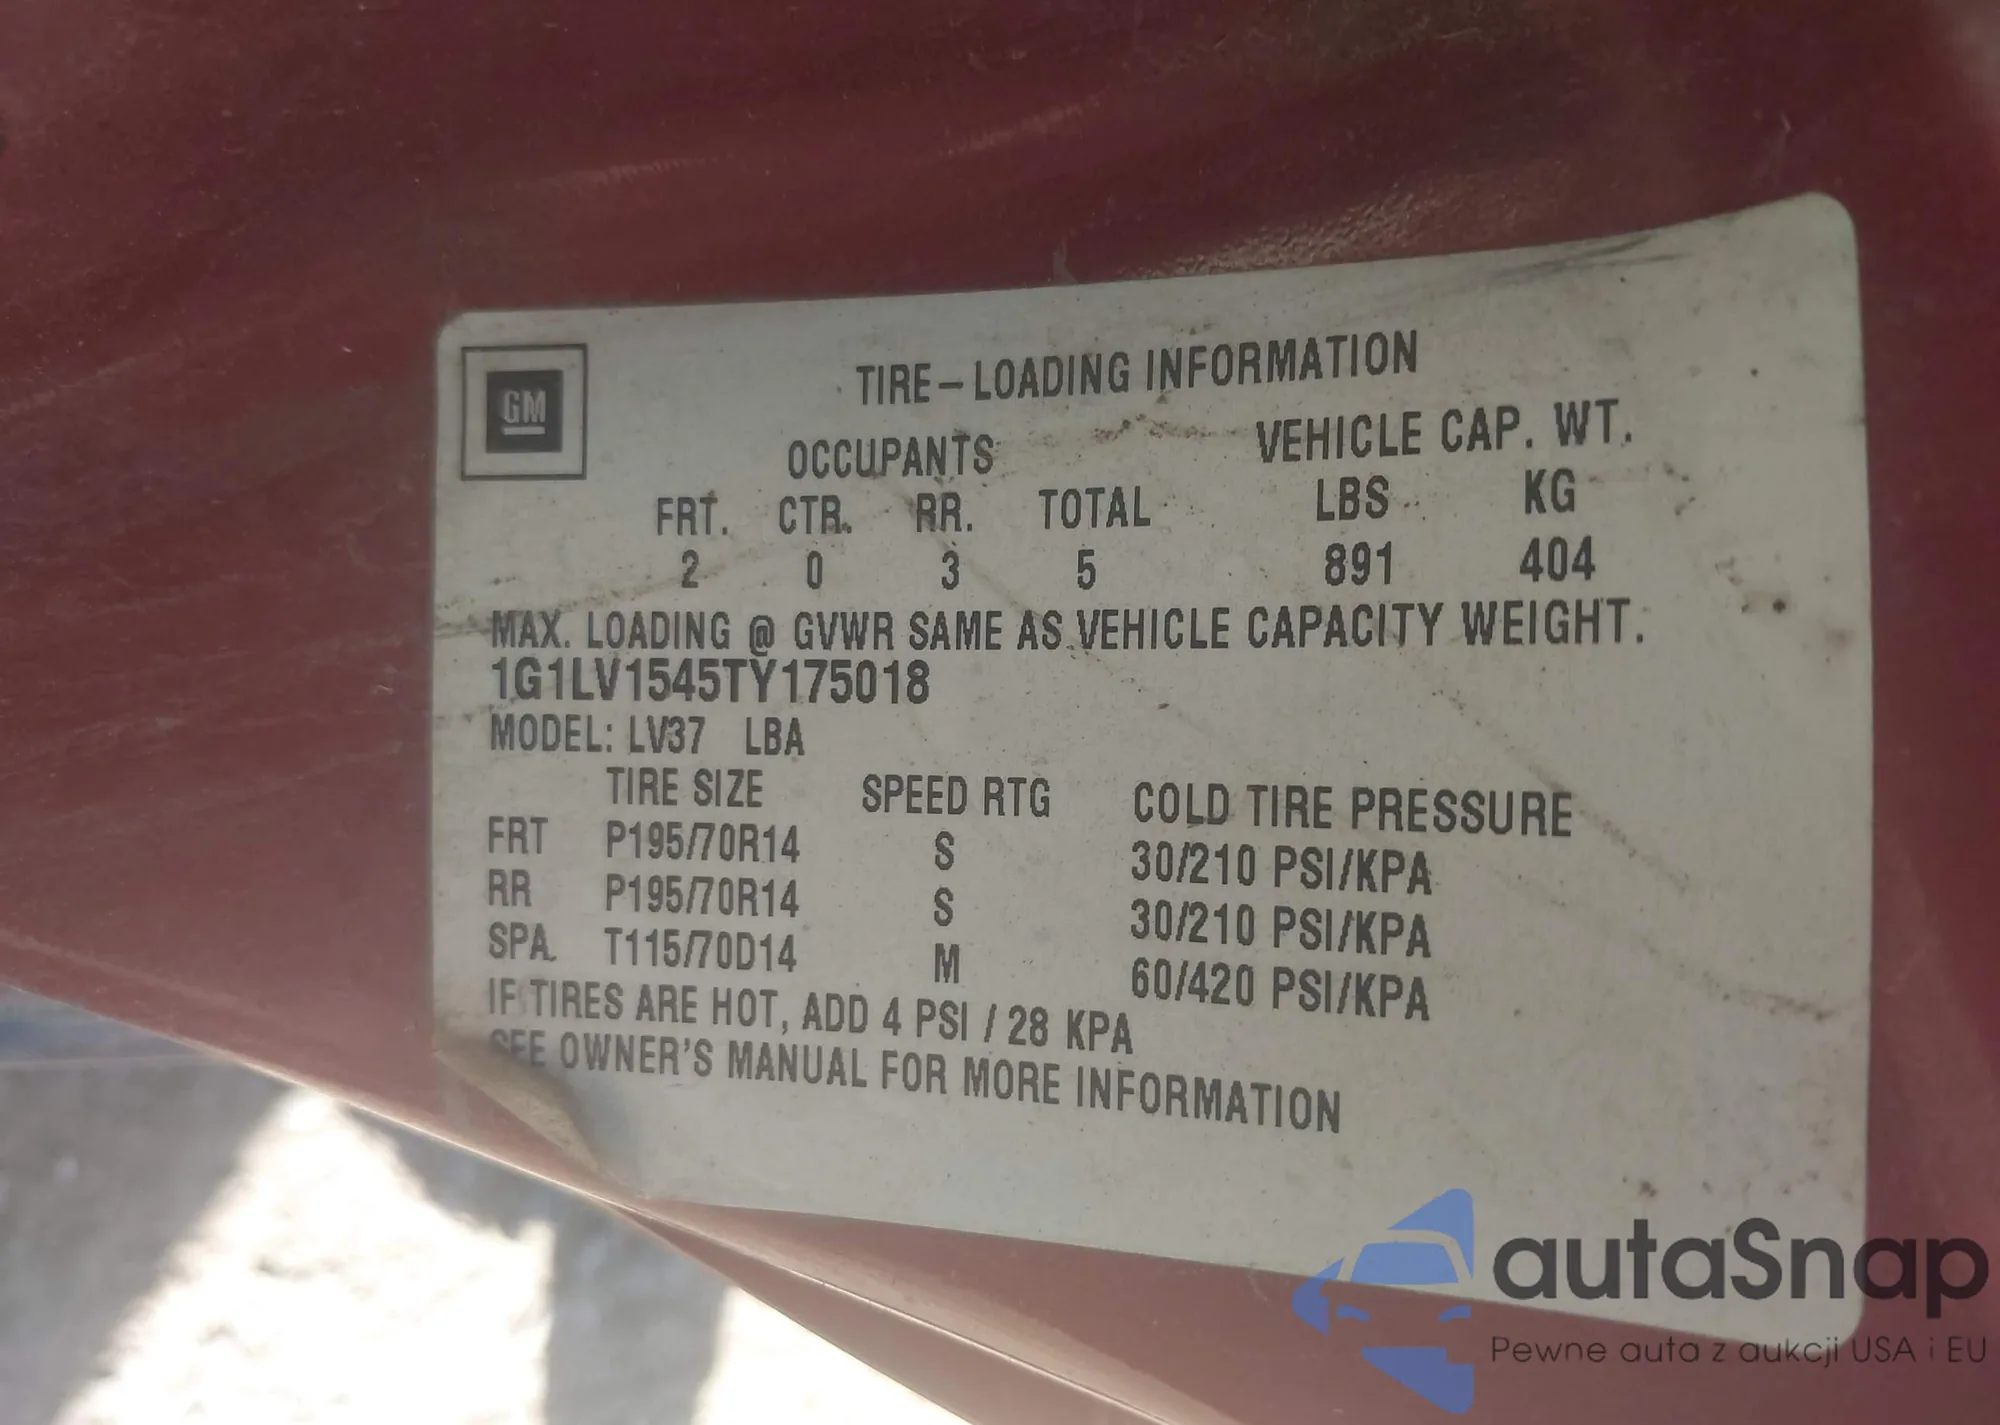 GM
TIRE-LOADING INFORMATION
OCCUPANTS VEHICLE CAP. WT.
FRT. CTR. RR. TOTAL LBS KG
2 0 3 5 891 404
MAX. LOADING @ GVWR SAME AS VEHICLE CAPACITY WEIGHT.
1G1LV1545TY175018
MODEL: LV37 LBA
TIRE SIZE SPEED RTG COLD TIRE PRESSURE
FRT P195/70R14 S 30/210 PSI/KPA
RR P195/70R14 S 30/210 PSI/KPA
SPA. T115/70D14 M 60/420 PSI/KPA
IF TIRES ARE HOT, ADD 4 PSI / 28 KPA
SEE OWNER'S MANUAL FOR MORE INFORMATION
autaSnap
Pewne auta z aukcji USA i EU